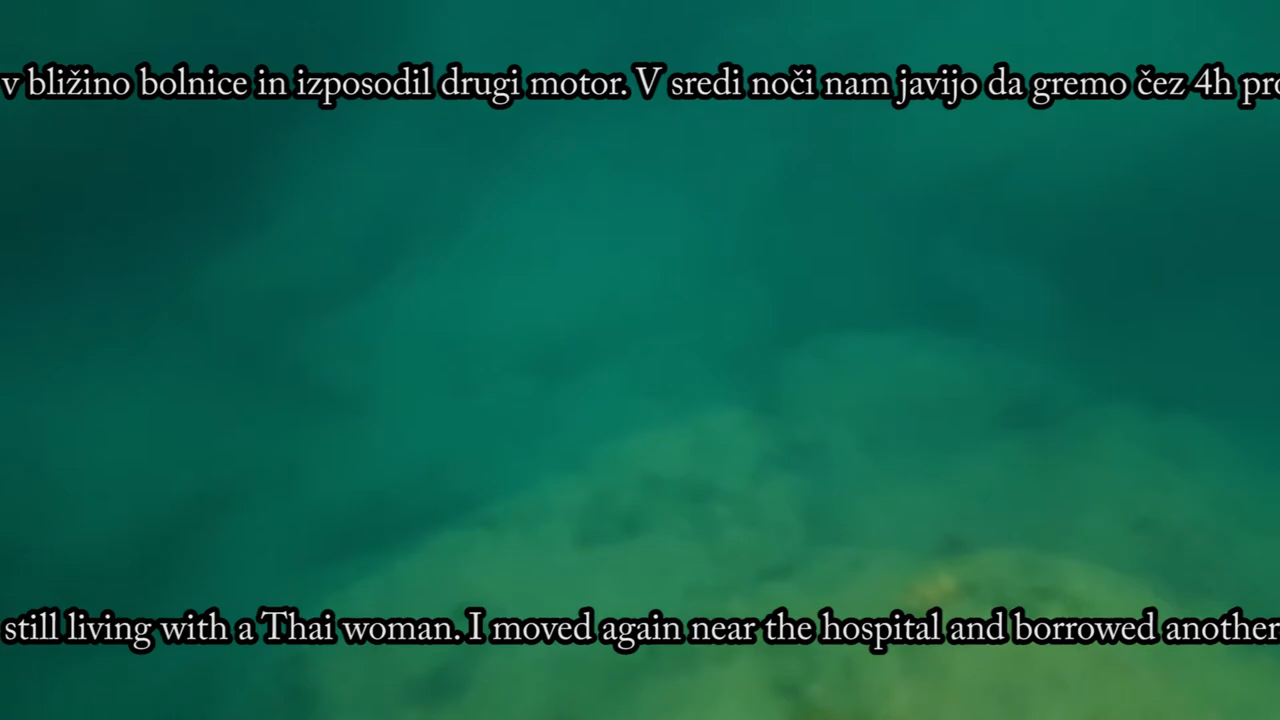 v bližino bolnice in izposodil drugi motor. V sredi noči nam javijo da gremo čez 4h
still living with a Thai woman. I moved again near the hospital and borrowed another